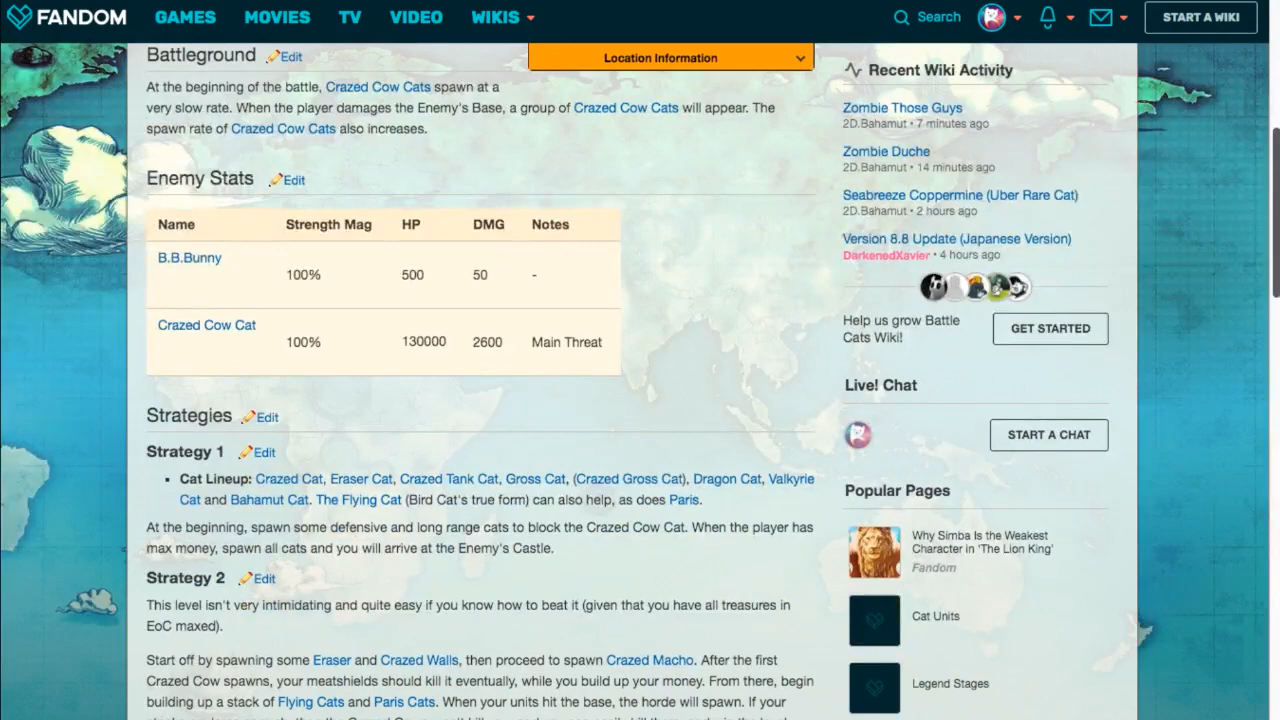 FANDOM GAMES MOVIES TV VIDEO WIKIS Search START A WIKI
Battleground Edit
Location Information
At the beginning of the battle, Crazed Cow Cats spawn at a
very slow rate. When the player damages the Enemy's Base, a group of Crazed Cow Cats will appear. The
spawn rate of Crazed Cow Cats also increases.
Enemy Stats Edit
Name Strength Mag HP DMG Notes
B.B.Bunny 100% 500 50 -
Crazed Cow Cat 100% 130000 2600 Main Threat
Strategies Edit
Strategy 1 Edit
• Cat Lineup: Crazed Cat, Eraser Cat, Crazed Tank Cat, Gross Cat, (Crazed Gross Cat), Dragon Cat, Valkyrie
Cat and Bahamut Cat. The Flying Cat (Bird Cat's true form) can also help, as does Paris.
At the beginning, spawn some defensive and long range cats to block the Crazed Cow Cat. When the player has
max money, spawn all cats and you will arrive at the Enemy's Castle.
Strategy 2 Edit
This level isn't very intimidating and quite easy if you know how to beat it (given that you have all treasures in
EoC maxed).
Start off by spawning some Eraser and Crazed Walls, then proceed to spawn Crazed Macho. After the first
Crazed Cow spawns, your meatshields should kill it eventually, while you build up your money. From there, begin
building up a stack of Flying Cats and Paris Cats. When your units hit the base, the horde will spawn. If your
Recent Wiki Activity
Zombie Those Guys
2D.Bahamut • 7 minutes ago
Zombie Duche
2D.Bahamut • 14 minutes ago
Seabreeze Coppermine (Uber Rare Cat)
2D.Bahamut • 2 hours ago
Version 8.8 Update (Japanese Version)
DarkenedXavier • 4 hours ago
Help us grow Battle
Cats Wiki!
GET STARTED
Live! Chat
START A CHAT
Popular Pages
Why Simba Is the Weakest
Character in 'The Lion King'
Fandom
Cat Units
Legend Stages